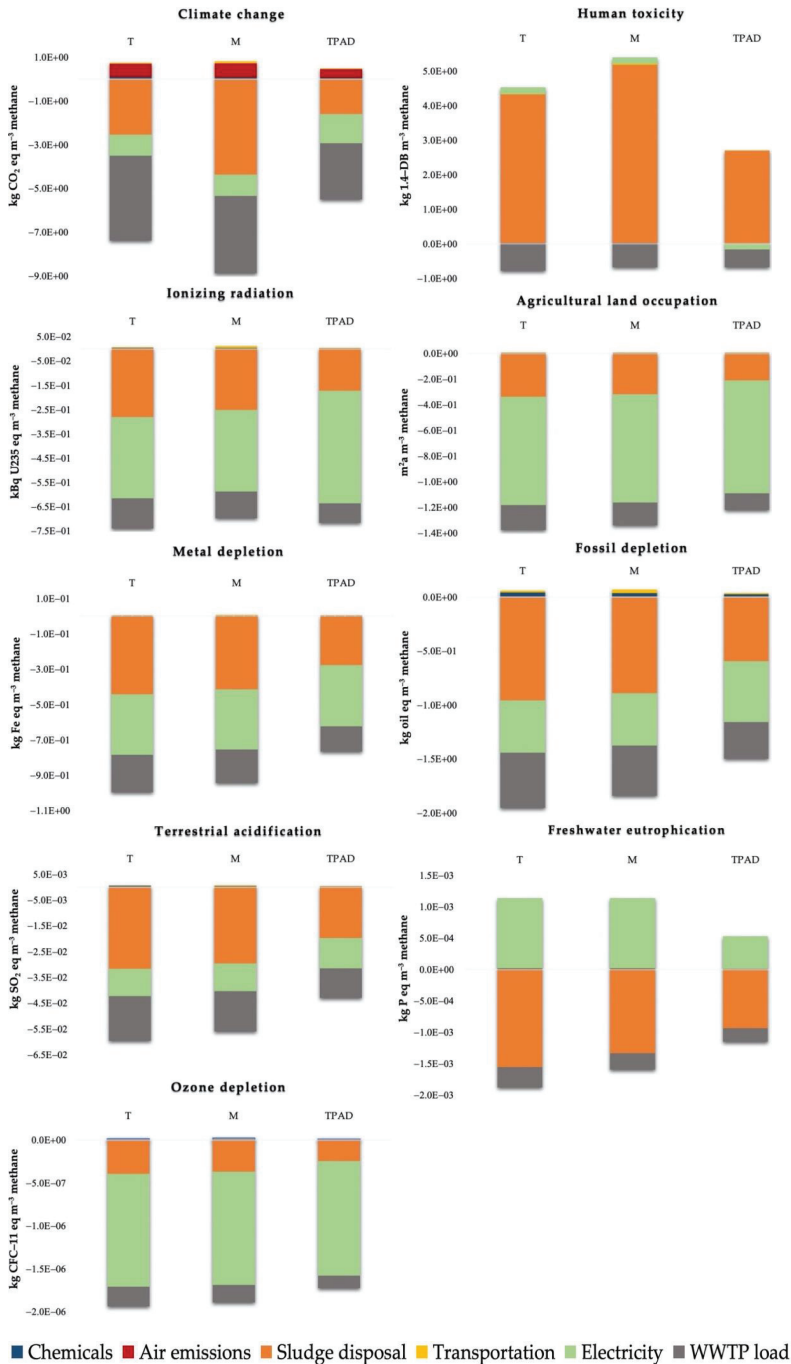 Climate change
T M TPAD
1.0E+00
−1.0E+00
−3.0E+00
−5.0E+00
−7.0E+00
−9.0E+00
kg CO₂ eq m⁻³ methane
Human toxicity
T M TPAD
5.0E+00
4.0E+00
3.0E+00
2.0E+00
1.0E+00
0.0E+00
−1.0E+00
kg 1.4–DB m⁻³ methane
Ionizing radiation
T M TPAD
5.0E−02
−5.0E−02
−1.5E−01
−2.5E−01
−3.5E−01
−4.5E−01
−5.5E−01
−6.5E−01
−7.5E−01
kBq U235 eq m⁻³ methane
Agricultural land occupation
T M TPAD
0.0E+00
−2.0E−01
−4.0E−01
−6.0E−01
−8.0E−01
−1.0E+00
−1.2E+00
−1.4E+00
m²a m⁻³ methane
Metal depletion
T M TPAD
1.0E−01
−1.0E−01
−3.0E−01
−5.0E−01
−7.0E−01
−9.0E−01
−1.1E+00
kg Fe eq m⁻³ methane
Fossil depletion
T M TPAD
0.0E+00
−5.0E−01
−1.0E+00
−1.5E+00
−2.0E+00
kg oil eq m⁻³ methane
Terrestrial acidification
T M TPAD
5.0E−03
−5.0E−03
−1.5E−02
−2.5E−02
−3.5E−02
−4.5E−02
−5.5E−02
−6.5E−02
kg SO₂ eq m⁻³ methane
Freshwater eutrophication
T M TPAD
1.5E−03
1.0E−03
5.0E−04
0.0E+00
−5.0E−04
−1.0E−03
−1.5E−03
−2.0E−03
kg P eq m⁻³ methane
Ozone depletion
T M TPAD
0.0E+00
−5.0E−07
−1.0E−06
−1.5E−06
−2.0E−06
kg CFC–11 eq m⁻³ methane
Chemicals Air emissions Sludge disposal Transportation Electricity WWTP load